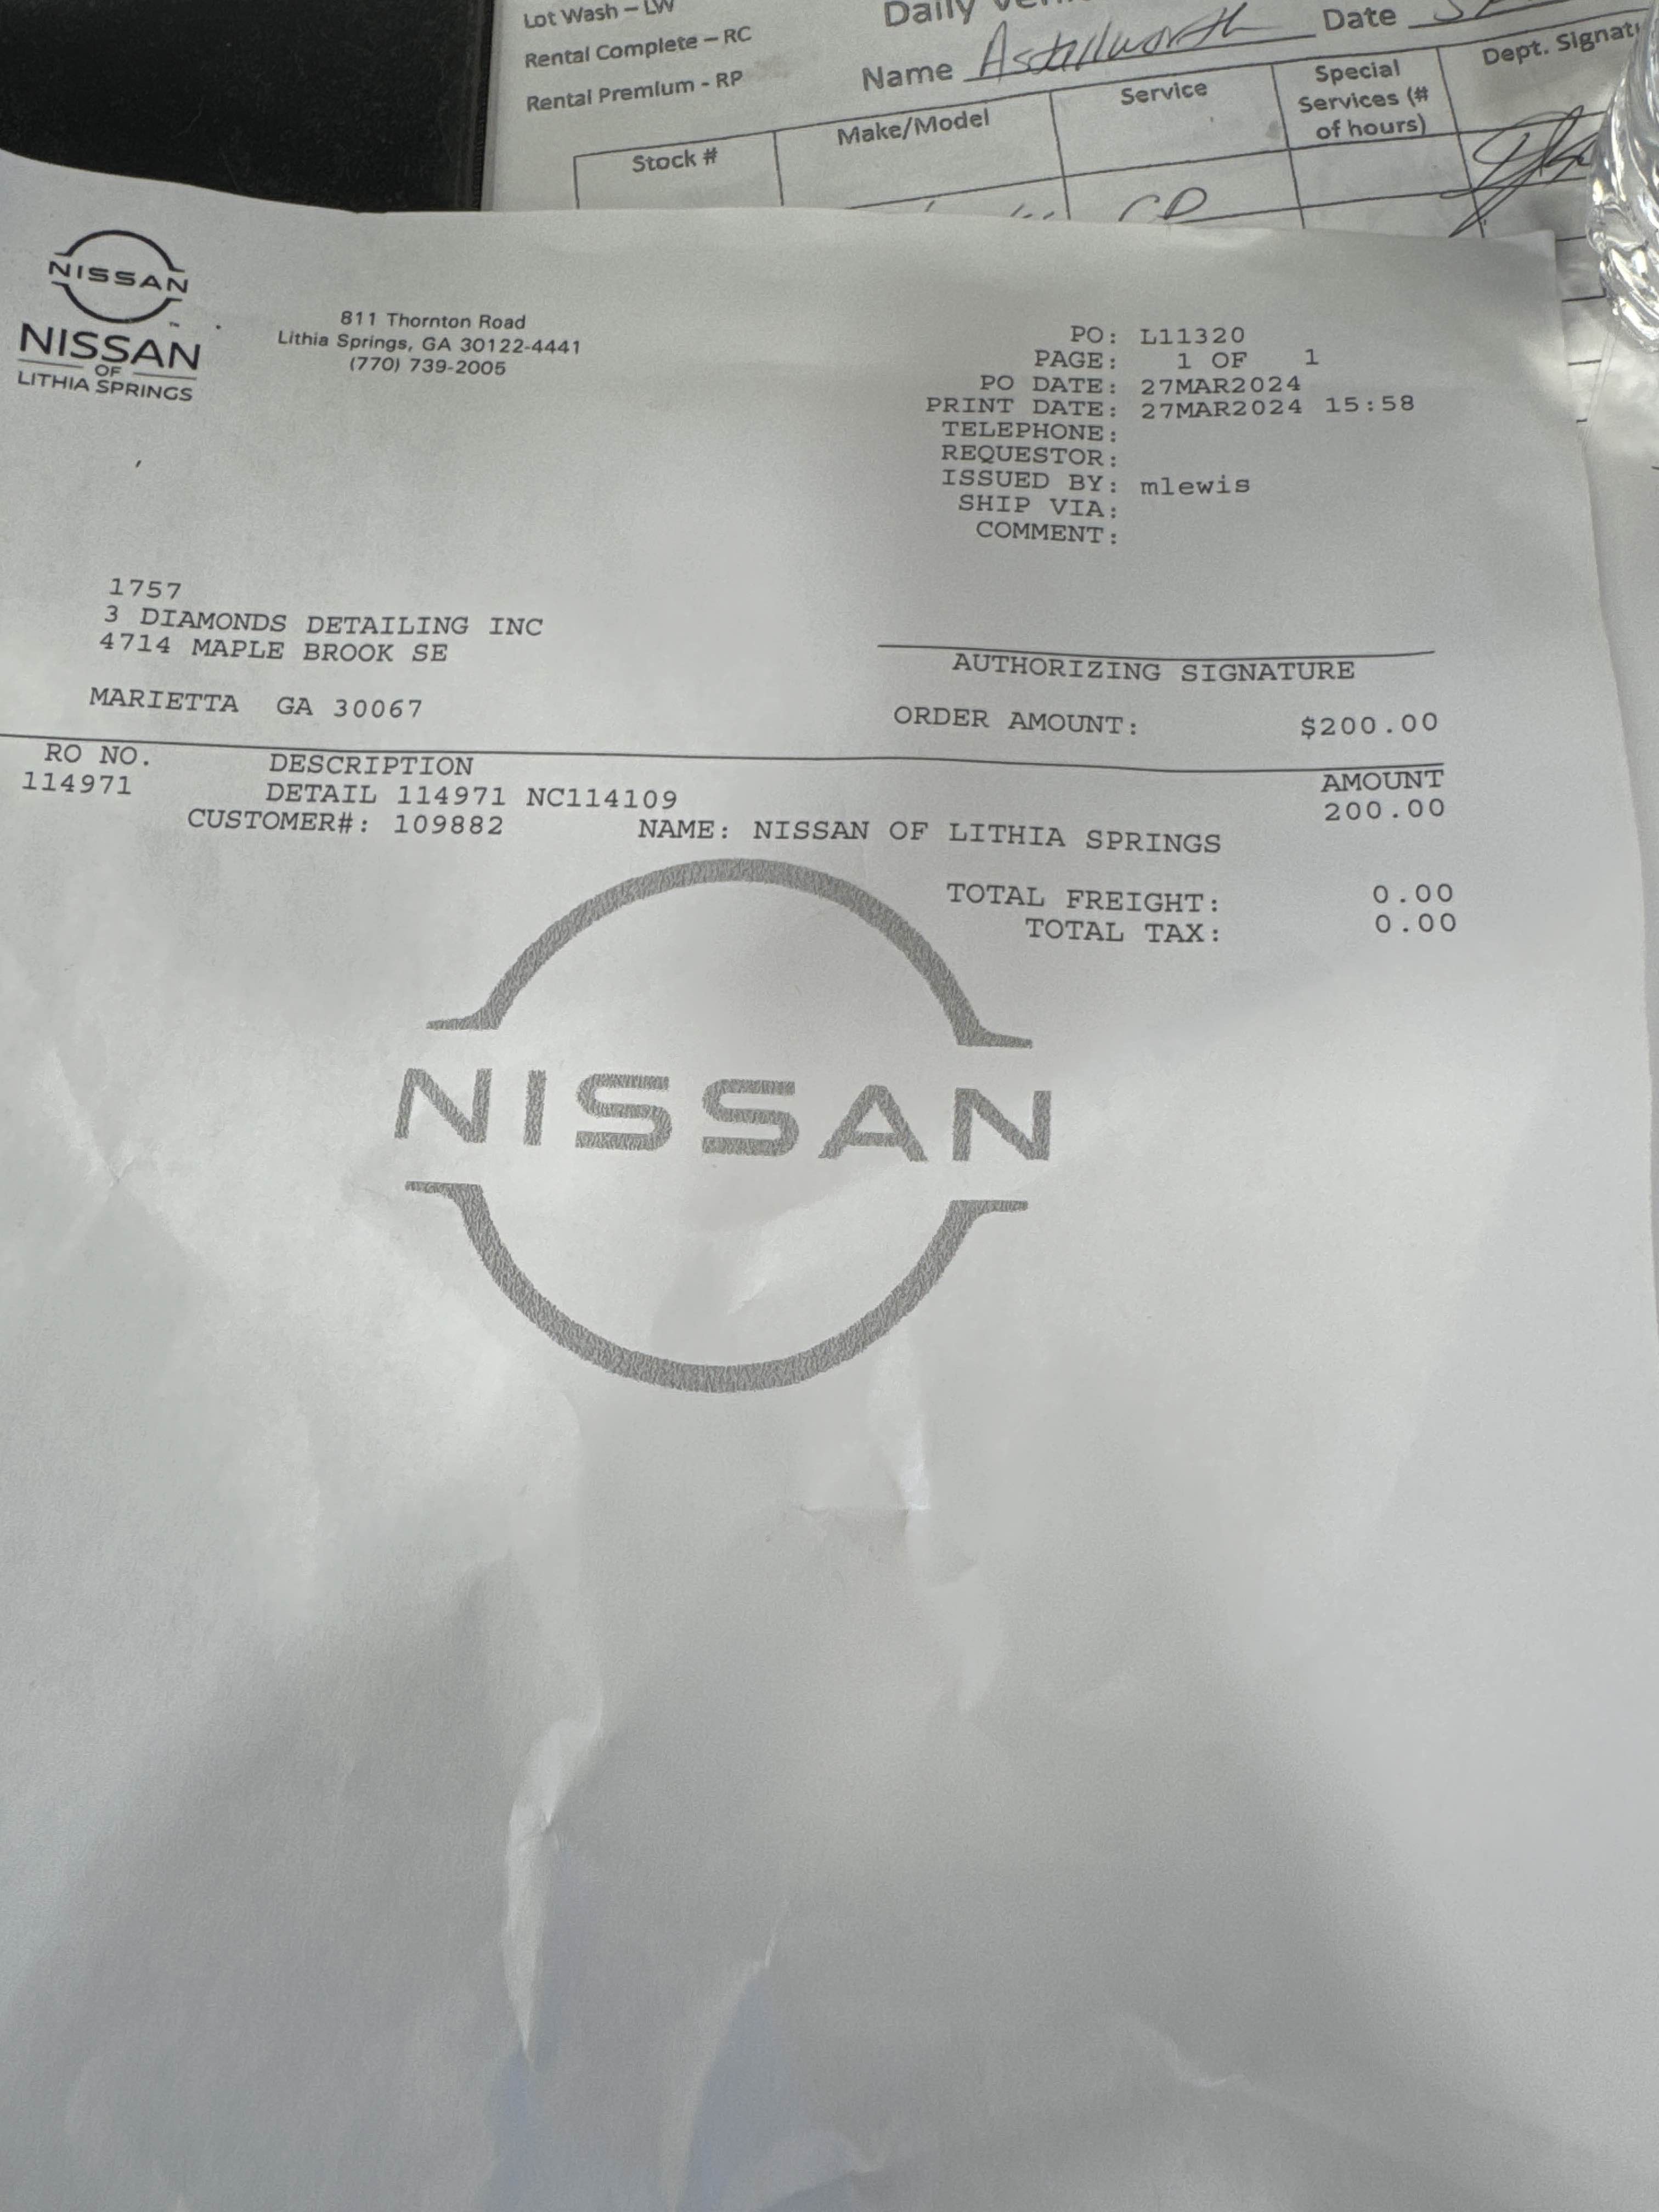 Lot Wash – LW
Rental Complete – RC
Rental Premium - RP
Daily
Name Astallworth Date
Stock # Make/Model Service Special Services (# of hours) Dept.
CD
NISSAN
NISSAN
OF
LITHIA SPRINGS
811 Thornton Road
Lithia Springs, GA 30122-4441
(770) 739-2005
PO: L11320
PAGE: 1 OF 1
PO DATE: 27MAR2024
PRINT DATE: 27MAR2024 15:58
TELEPHONE:
REQUESTOR:
ISSUED BY: mlewis
SHIP VIA:
COMMENT:
1757
3 DIAMONDS DETAILING INC
4714 MAPLE BROOK SE
MARIETTA GA 30067
AUTHORIZING SIGNATURE
ORDER AMOUNT: $200.00
RO NO. DESCRIPTION AMOUNT
114971 DETAIL 114971 NC114109 200.00
CUSTOMER#: 109882 NAME: NISSAN OF LITHIA SPRINGS
TOTAL FREIGHT: 0.00
TOTAL TAX: 0.00
NISSAN